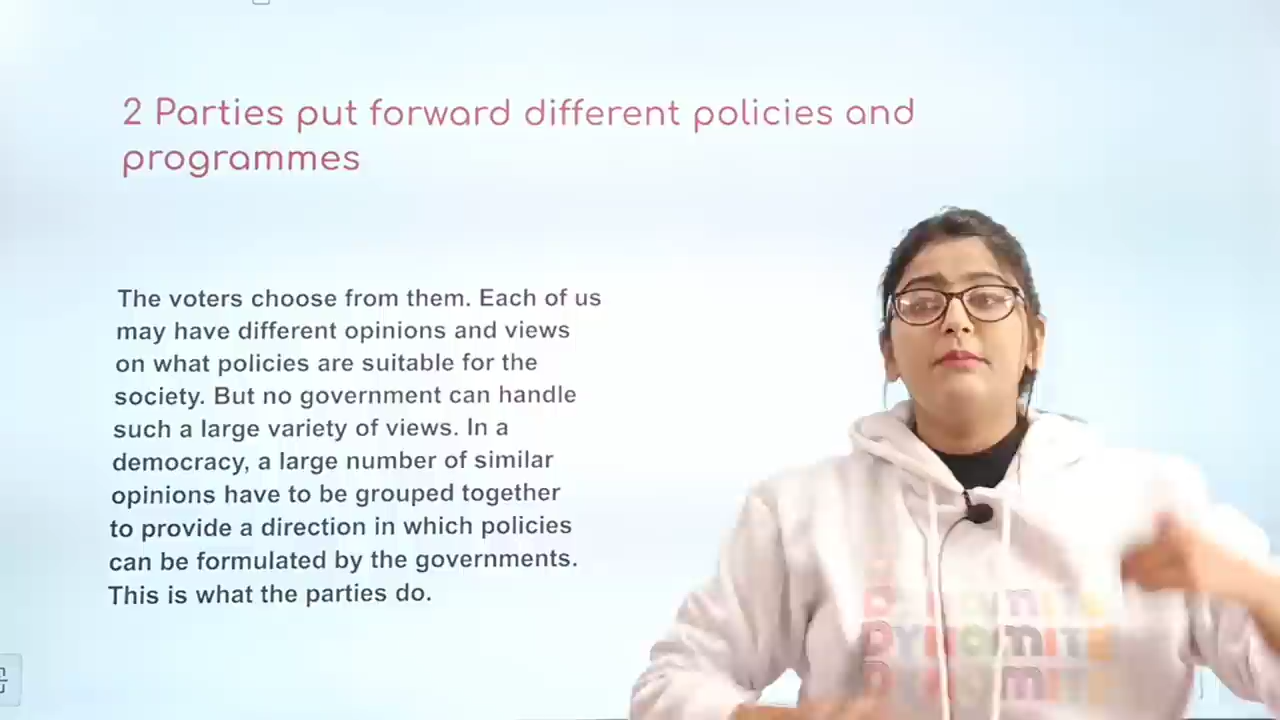 2 Parties put forward different policies and
programmes
The voters choose from them. Each of us
may have different opinions and views
on what policies are suitable for the
society. But no government can handle
such a large variety of views. In a
democracy, a large number of similar
opinions have to be grouped together
to provide a direction in which policies
can be formulated by the governments.
This is what the parties do.
DYNAMITE
DYNAMITE
DYNAMITE